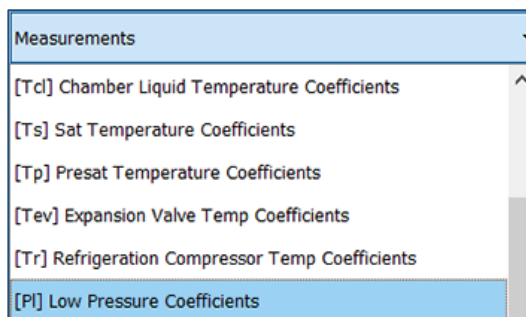 Measurements
[Tcl] Chamber Liquid Temperature Coefficients
[Ts] Sat Temperature Coefficients
[Tp] Presat Temperature Coefficients
[Tev] Expansion Valve Temp Coefficients
[Tr] Refrigeration Compressor Temp Coefficients
[Pl] Low Pressure Coefficients